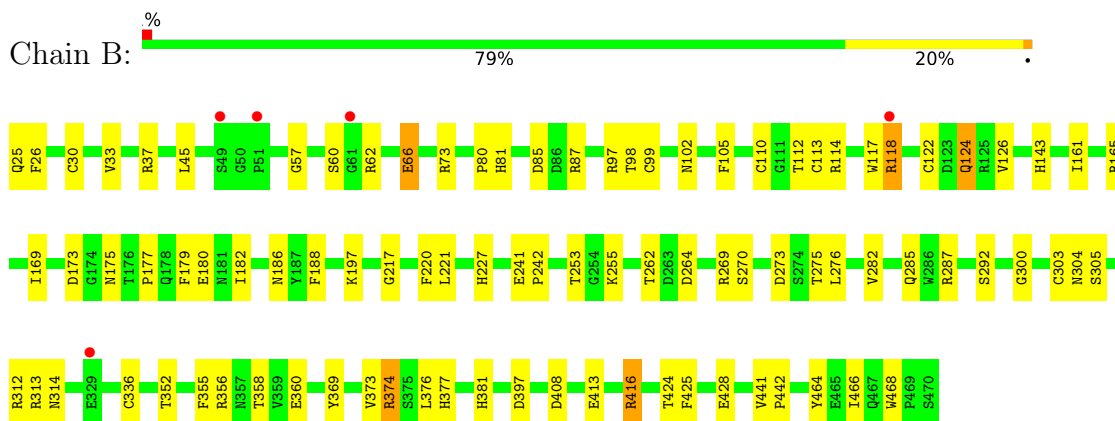 %
Chain B:
79% 20% •
Q25 F26 C30 V33 R37 L45 S49 G50 P51 G57 S60 G61 R62 E66 R73 P80 H81 D85 D86 R87 R97 T98 C99 N102 F105 C110 G111 T112 C113 R114 W117 R118 C122 D123 Q124 R125 V126 H143 I161
I169 D173 G174 N175 T176 P177 Q178 F179 E180 N181 I182 N186 Y187 F188 K197 G217 F220 L221 H227 E241 P242 T253 G254 K255 T262 D263 D264 R269 S270 D273 S274 T275 L276 V282 Q285 W286 R287 S292 G300 C303 N304 S305
R312 R313 N314 E329 C336 T352 F355 R356 N357 T358 V359 E360 Y369 V373 R374 S375 L376 H377 H381 D397 D408 E413 R416 T424 F425 E428 V441 P442 Y464 E465 I466 Q467 W468 P469 S470